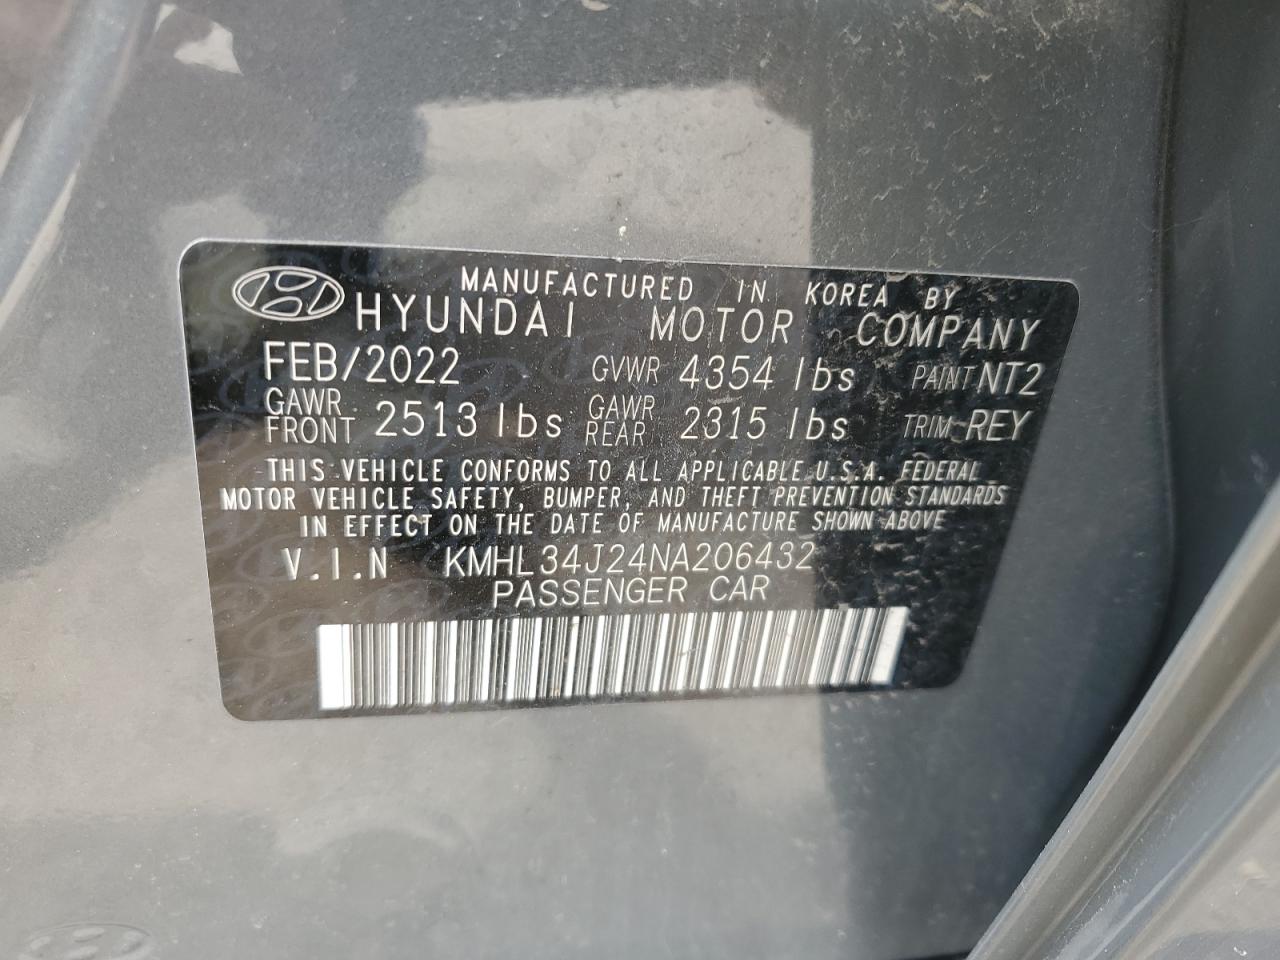 MANUFACTURED IN KOREA BY
HYUNDAI MOTOR COMPANY
FEB/2022 GVWR 4354 lbs PAINT NT2
GAWR FRONT 2513 lbs GAWR REAR 2315 lbs TRIM REY
THIS VEHICLE CONFORMS TO ALL APPLICABLE U.S.A. FEDERAL
MOTOR VEHICLE SAFETY, BUMPER, AND THEFT PREVENTION STANDARDS
IN EFFECT ON THE DATE OF MANUFACTURE SHOWN ABOVE
V.I.N KMHL34J24NA206432
PASSENGER CAR